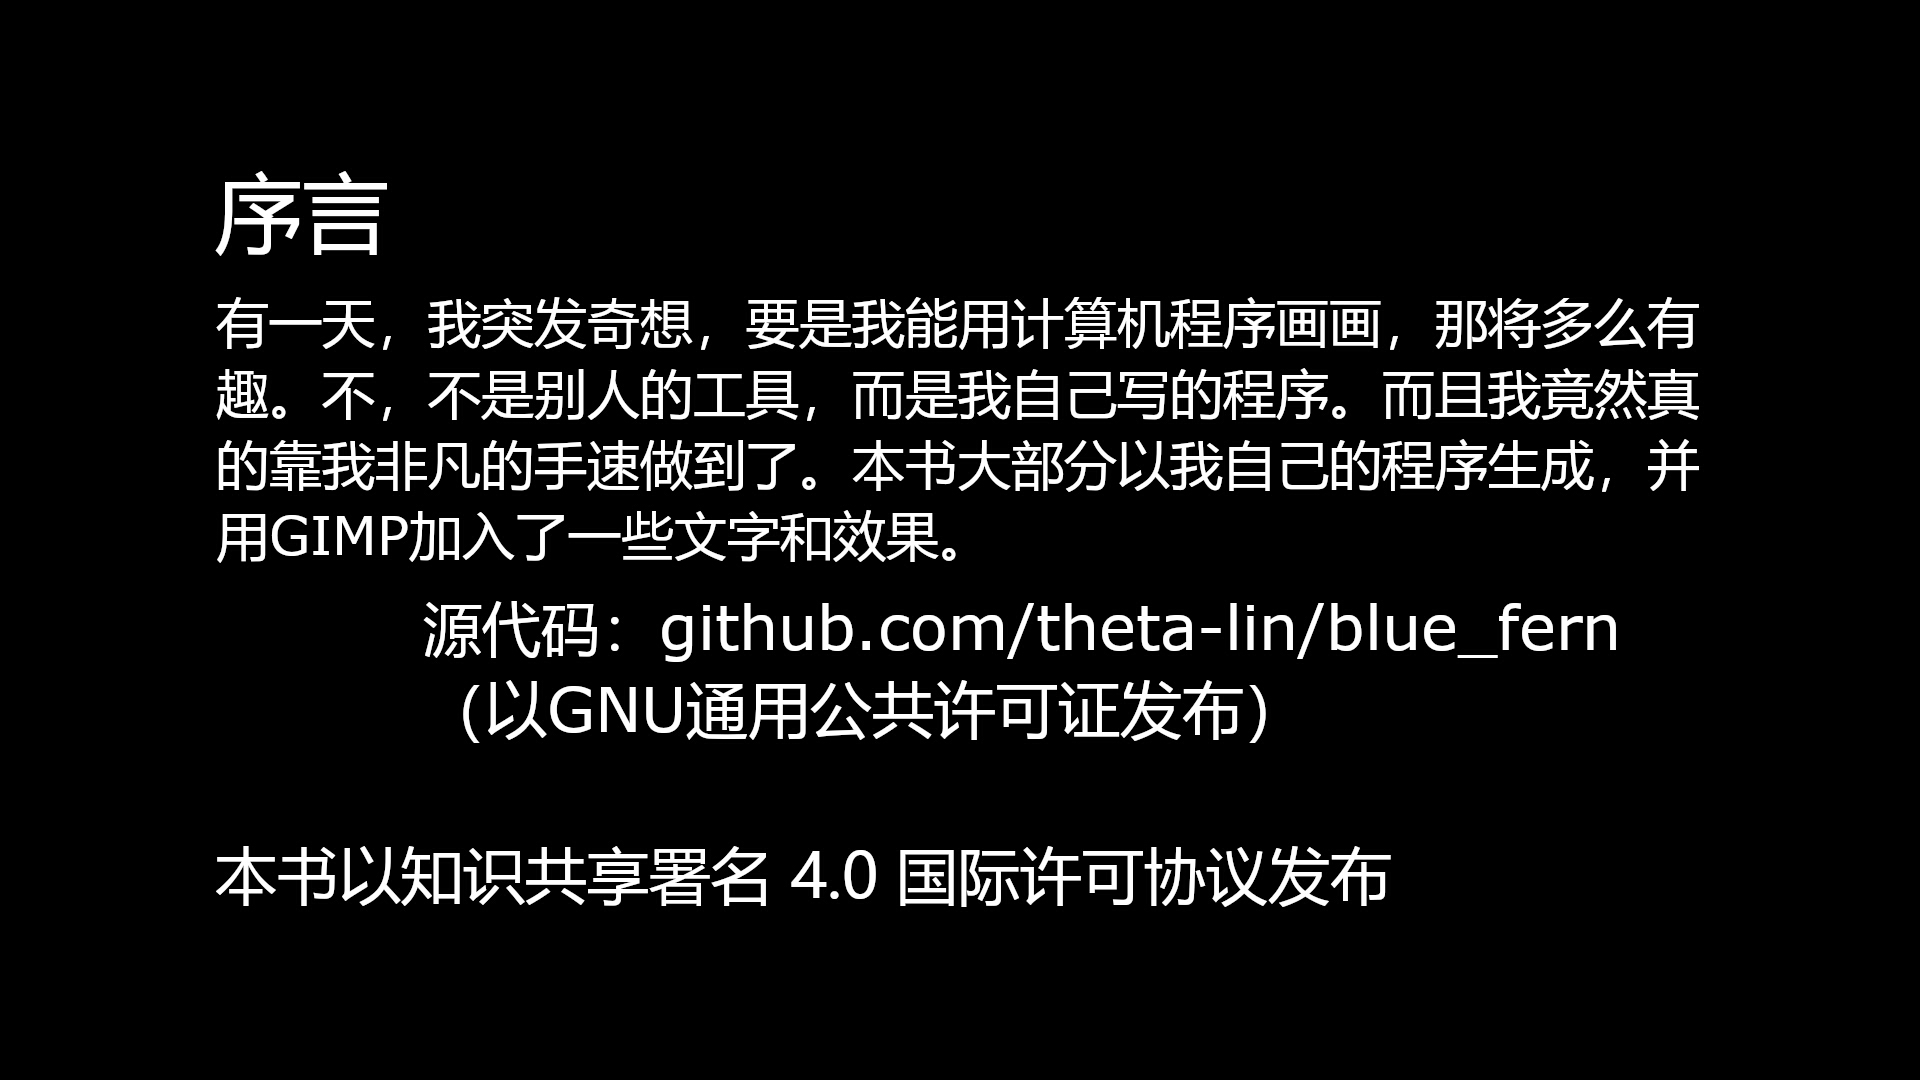 序言
有一天，我突发奇想，要是我能用计算机程序画画，那将多么有
趣。不，不是别人的工具，而是我自己写的程序。而且我竟然真
的靠我非凡的手速做到了。本书大部分以我自己的程序生成，并
用GIMP加入了一些文字和效果。
源代码：github.com/theta-lin/blue_fern
（以GNU通用公共许可证发布）
本书以知识共享署名 4.0 国际许可协议发布